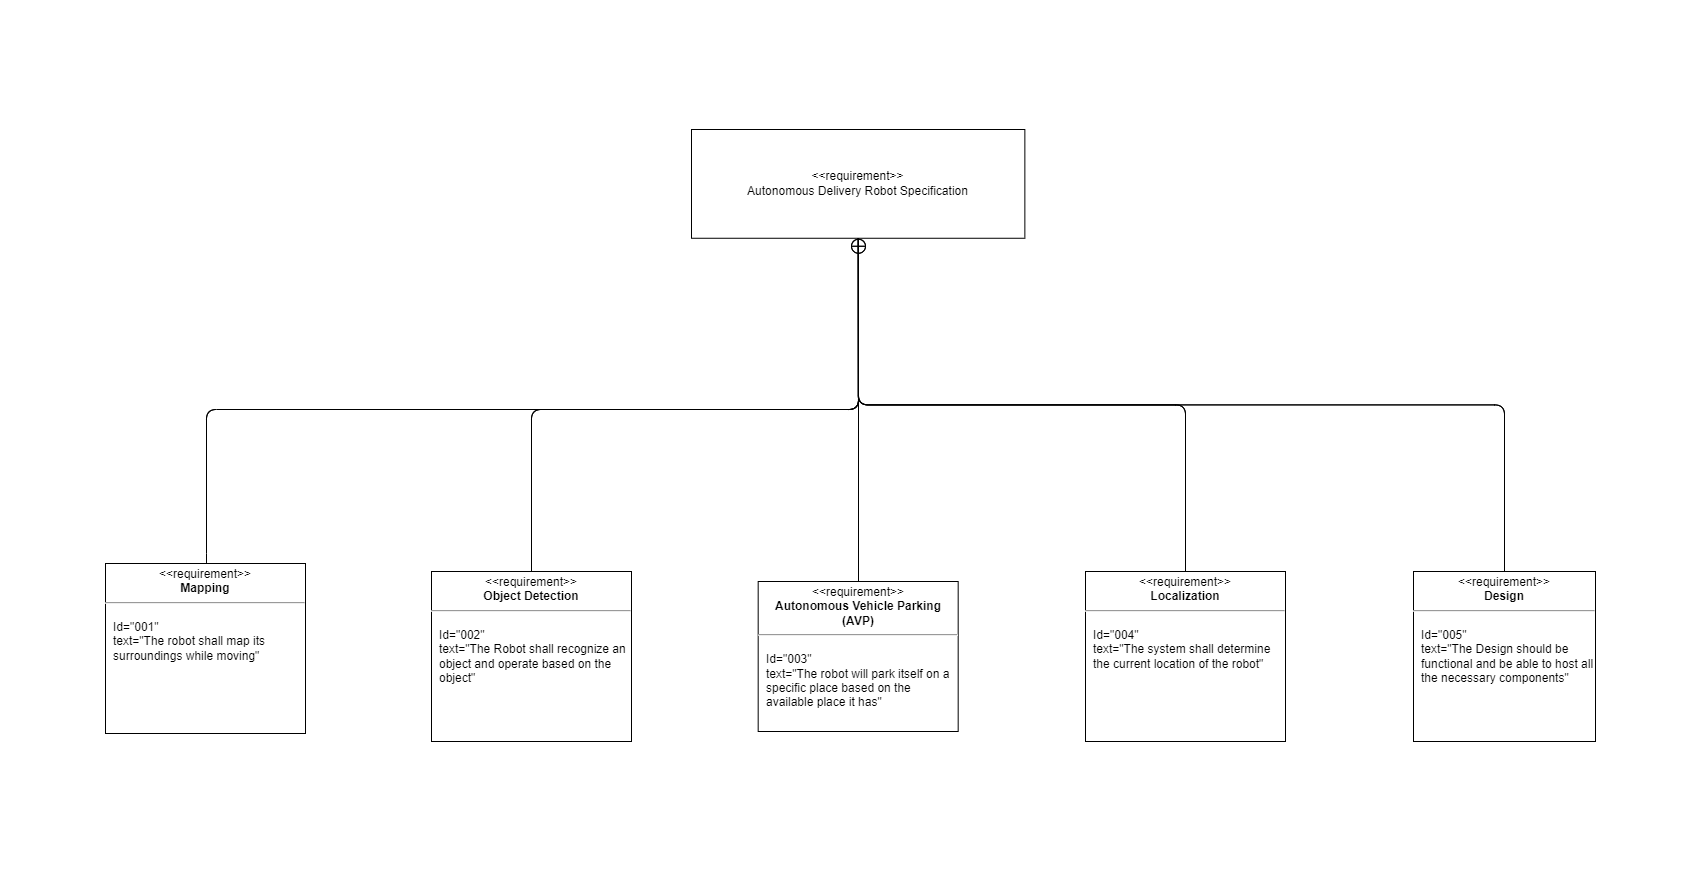 <<requirement>>
Autonomous Delivery Robot Specification
<<requirement>>
Mapping
Id="001"
text="The robot shall map its
surroundings while moving"
<<requirement>>
Object Detection
Id="002"
text="The Robot shall recognize an
object and operate based on the
object"
<<requirement>>
Autonomous Vehicle Parking
(AVP)
Id="003"
text="The robot will park itself on a
specific place based on the
available place it has"
<<requirement>>
Localization
Id="004"
text="The system shall determine
the current location of the robot"
<<requirement>>
Design
Id="005"
text="The Design should be
functional and be able to host all
the necessary components"